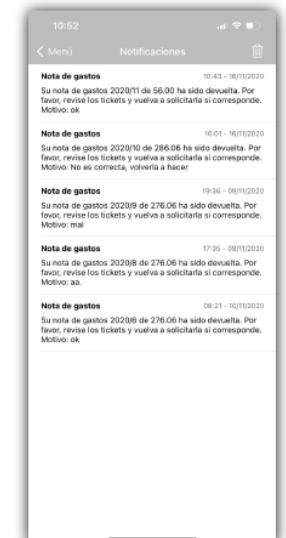 10:52
Menú Notificaciones
Nota de gastos 10:43 - 16/11/2020
Su nota de gastos 2020/11 de 56.00 ha sido devuelta. Por
favor, revise los tickets y vuelva a solicitarla si corresponde.
Motivo: ok
Nota de gastos 16:01 - 16/11/2020
Su nota de gastos 2020/10 de 286.06 ha sido devuelta. Por
favor, revise los tickets y vuelva a solicitarla si corresponde.
Motivo: No es correcta, volverla a hacer
Nota de gastos 19:36 - 09/11/2020
Su nota de gastos 2020/9 de 276.06 ha sido devuelta. Por
favor, revise los tickets y vuelva a solicitarla si corresponde.
Motivo: mal
Nota de gastos 17:35 - 09/11/2020
Su nota de gastos 2020/8 de 276.06 ha sido devuelta. Por
favor, revise los tickets y vuelva a solicitarla si corresponde.
Motivo: aa.
Nota de gastos 08:21 - 10/11/2020
Su nota de gastos 2020/6 de 276.06 ha sido devuelta. Por
favor, revise los tickets y vuelva a solicitarla si corresponde.
Motivo: ok